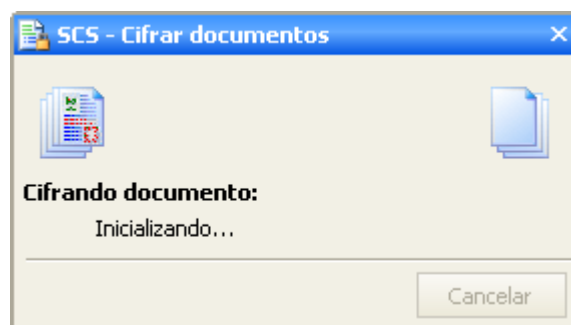 SCS - Cifrar documentos
Cifrando documento:
Inicializando...
Cancelar